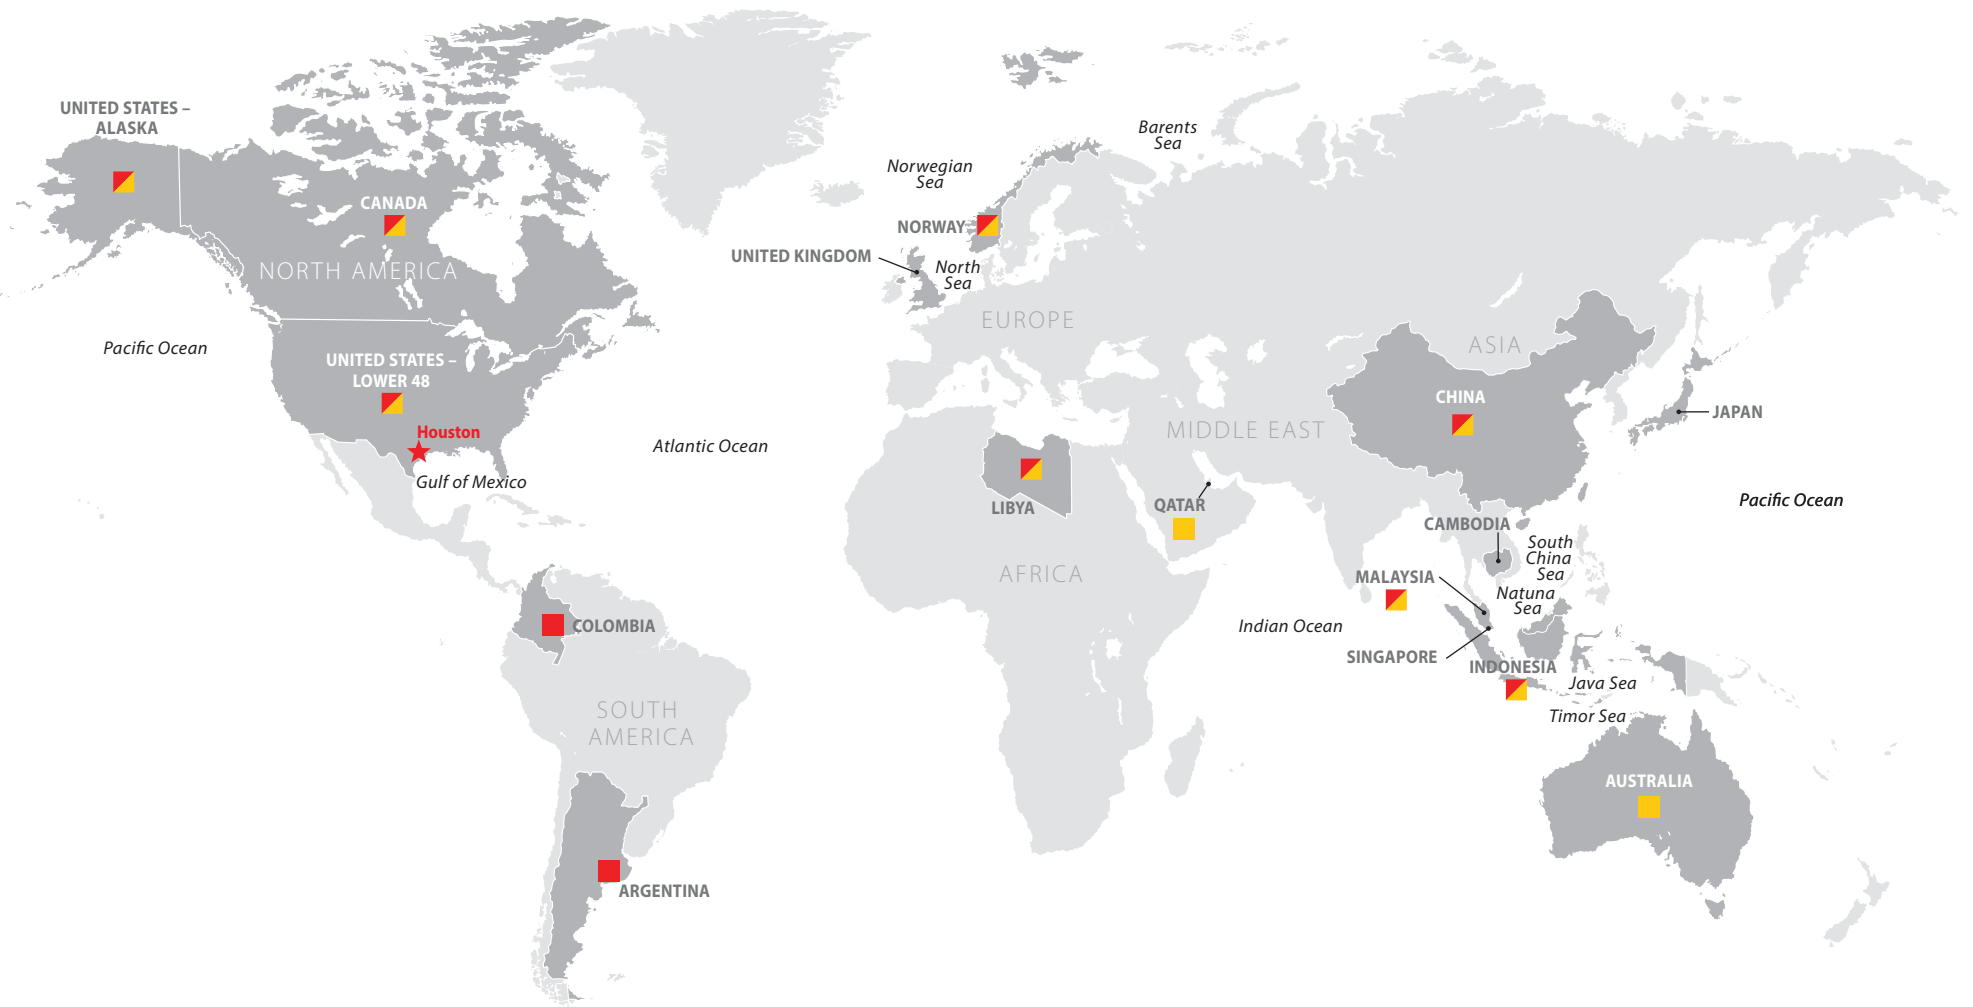 UNITED STATES –
ALASKA
CANADA
NORTH AMERICA
Pacific Ocean
UNITED STATES –
LOWER 48
Houston
Gulf of Mexico
Atlantic Ocean
COLOMBIA
SOUTH
AMERICA
ARGENTINA
Barents
Sea
Norwegian
Sea
NORWAY
UNITED KINGDOM
North
Sea
EUROPE
ASIA
CHINA
JAPAN
MIDDLE EAST
LIBYA
QATAR
AFRICA
Pacific Ocean
CAMBODIA
South
China
Sea
MALAYSIA
Natuna
Sea
Indian Ocean
SINGAPORE
INDONESIA
Java Sea
Timor Sea
AUSTRALIA